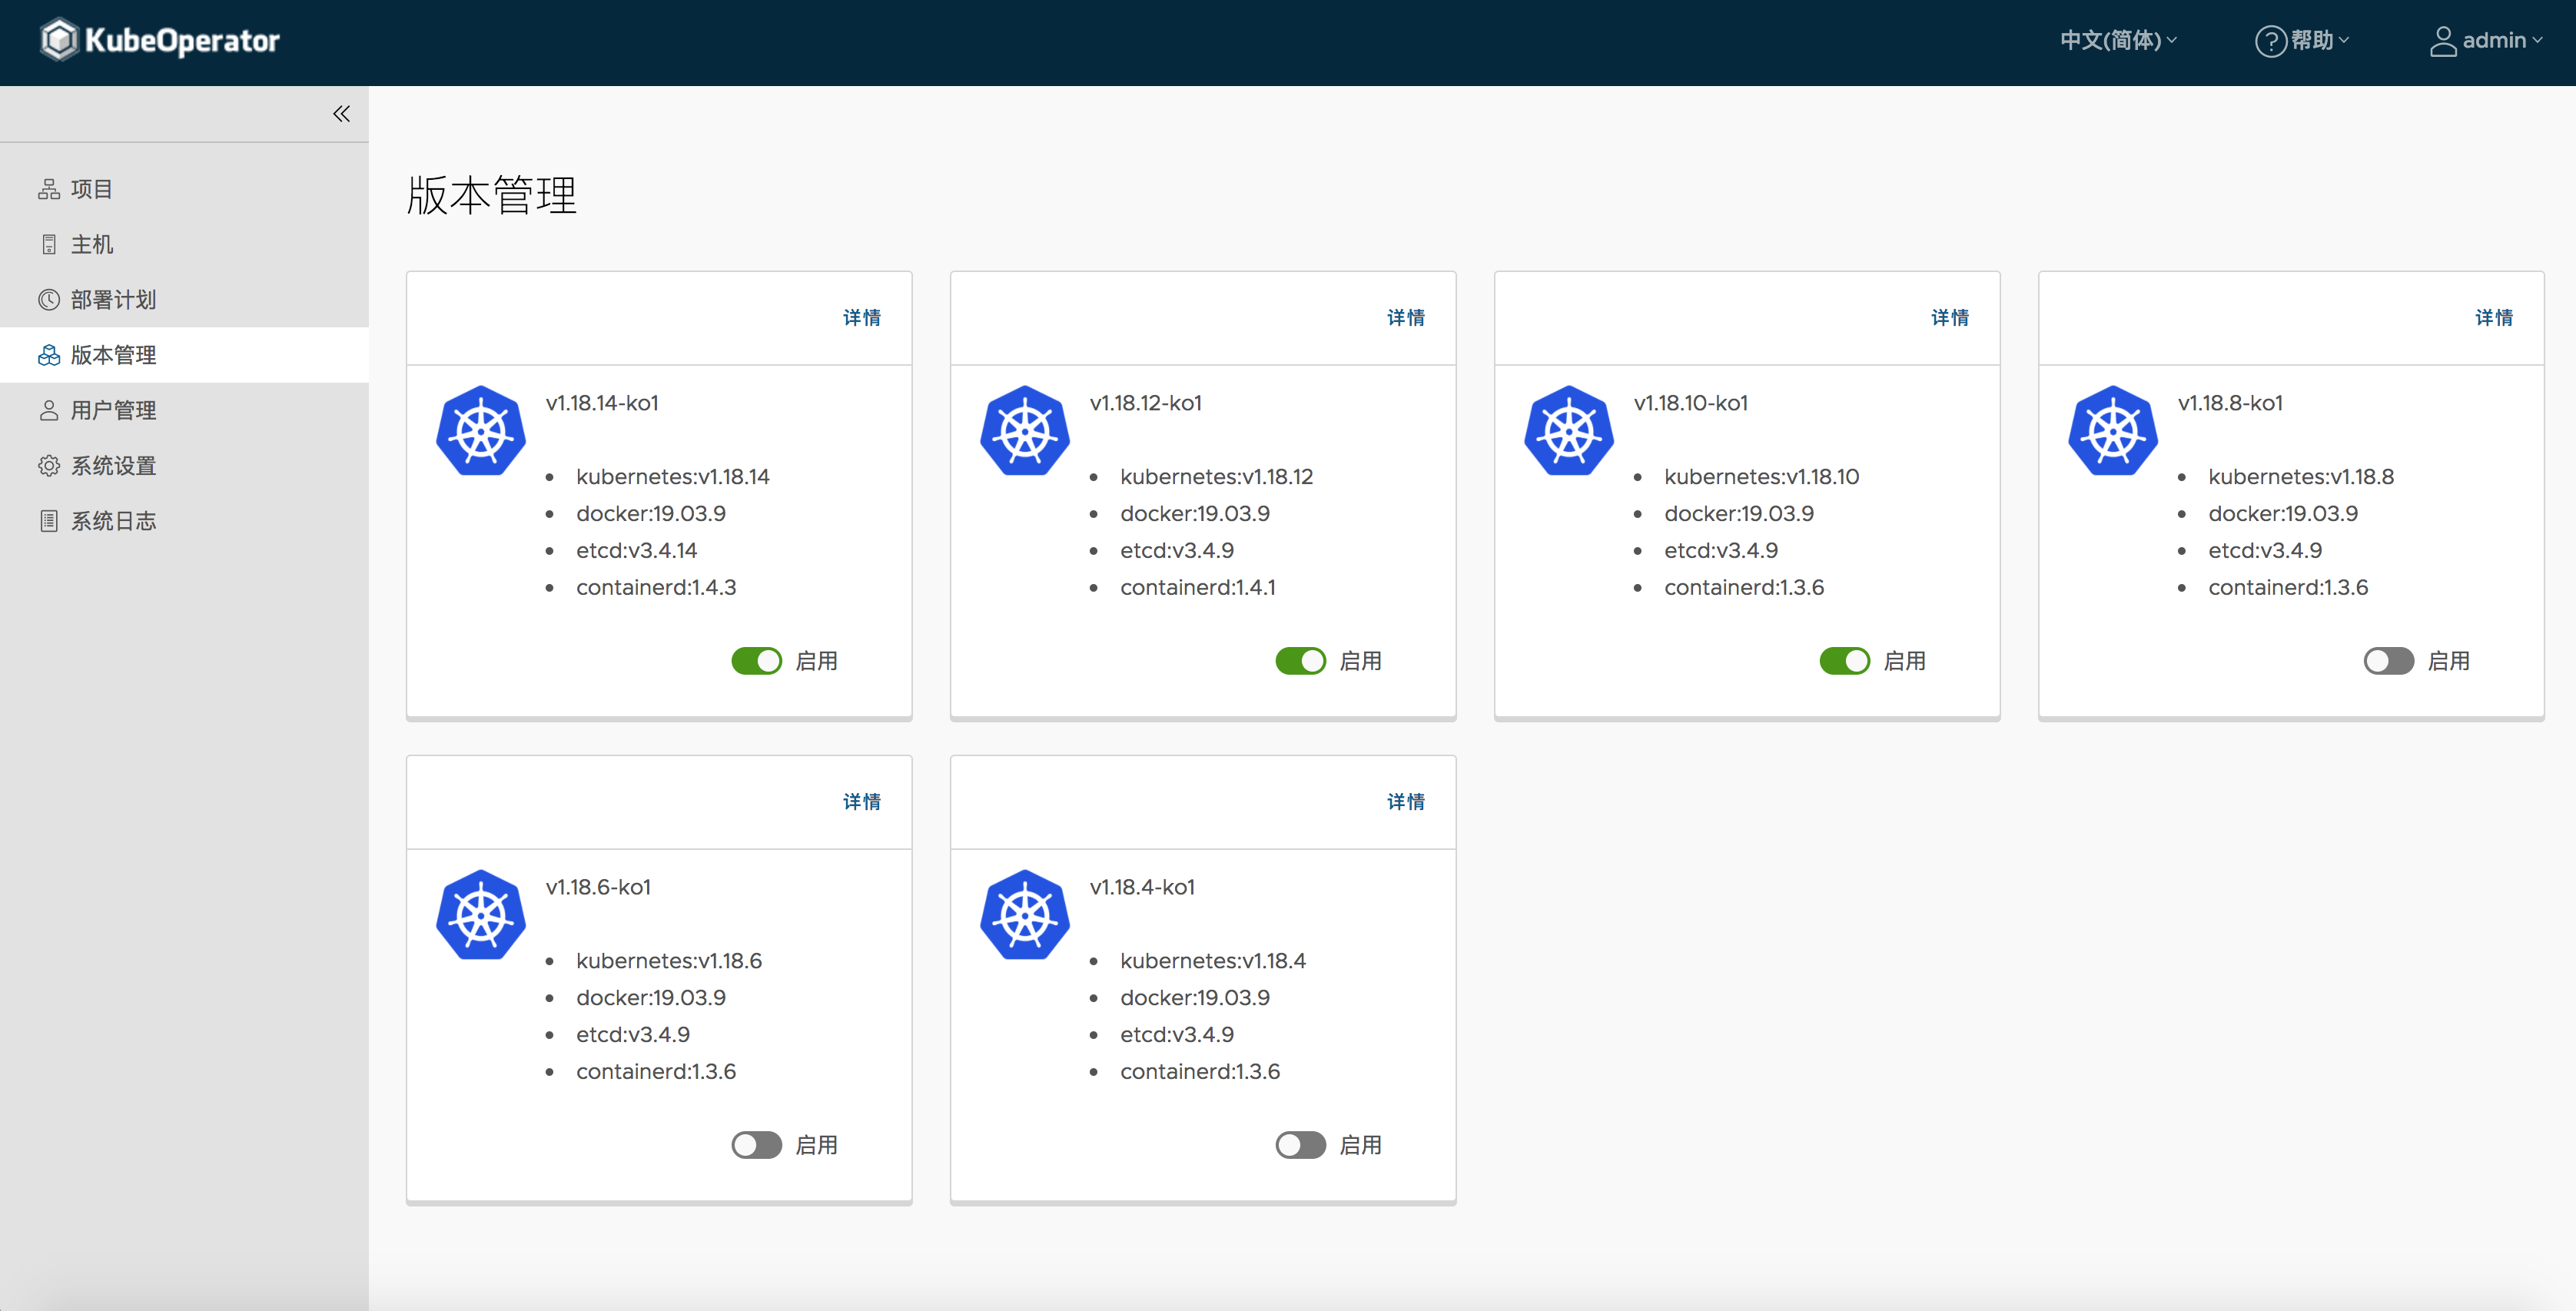 KubeOperator
中文(简体)
帮助
admin
项目
主机
部署计划
版本管理
用户管理
系统设置
系统日志
版本管理
详情
v1.18.14-ko1
kubernetes:v1.18.14
docker:19.03.9
etcd:v3.4.14
containerd:1.4.3
启用
详情
v1.18.12-ko1
kubernetes:v1.18.12
docker:19.03.9
etcd:v3.4.9
containerd:1.4.1
启用
详情
v1.18.10-ko1
kubernetes:v1.18.10
docker:19.03.9
etcd:v3.4.9
containerd:1.3.6
启用
详情
v1.18.8-ko1
kubernetes:v1.18.8
docker:19.03.9
etcd:v3.4.9
containerd:1.3.6
启用
详情
v1.18.6-ko1
kubernetes:v1.18.6
docker:19.03.9
etcd:v3.4.9
containerd:1.3.6
启用
详情
v1.18.4-ko1
kubernetes:v1.18.4
docker:19.03.9
etcd:v3.4.9
containerd:1.3.6
启用